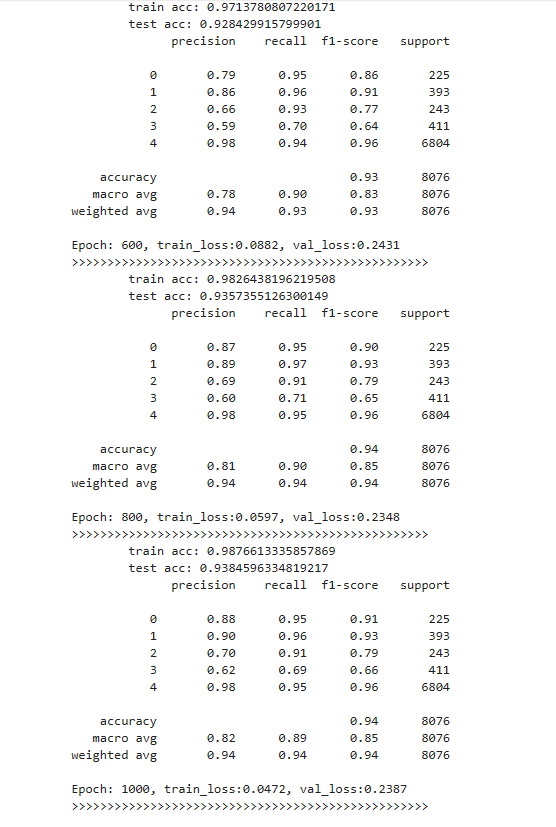 train acc: 0.9713780807220171
test acc: 0.928429915799901
precision recall f1-score support
0 0.79 0.95 0.86 225
1 0.86 0.96 0.91 393
2 0.66 0.93 0.77 243
3 0.59 0.70 0.64 411
4 0.98 0.94 0.96 6804
accuracy 0.93 8076
macro avg 0.78 0.90 0.83 8076
weighted avg 0.94 0.93 0.93 8076
Epoch: 600, train_loss:0.0882, val_loss:0.2431
>>>>>>>>>>>>>>>>>>>>>>>>>>>>>>>>>>>>>>>>>>>>>>>>>>
train acc: 0.9826438196219508
test acc: 0.9357355126300149
precision recall f1-score support
0 0.87 0.95 0.90 225
1 0.89 0.97 0.93 393
2 0.69 0.91 0.79 243
3 0.60 0.71 0.65 411
4 0.98 0.95 0.96 6804
accuracy 0.94 8076
macro avg 0.81 0.90 0.85 8076
weighted avg 0.94 0.94 0.94 8076
Epoch: 800, train_loss:0.0597, val_loss:0.2348
>>>>>>>>>>>>>>>>>>>>>>>>>>>>>>>>>>>>>>>>>>>>>>>>>>
train acc: 0.9876613335857869
test acc: 0.9384596334819217
precision recall f1-score support
0 0.88 0.95 0.91 225
1 0.90 0.96 0.93 393
2 0.70 0.91 0.79 243
3 0.62 0.69 0.66 411
4 0.98 0.95 0.96 6804
accuracy 0.94 8076
macro avg 0.82 0.89 0.85 8076
weighted avg 0.94 0.94 0.94 8076
Epoch: 1000, train_loss:0.0472, val_loss:0.2387
>>>>>>>>>>>>>>>>>>>>>>>>>>>>>>>>>>>>>>>>>>>>>>>>>>